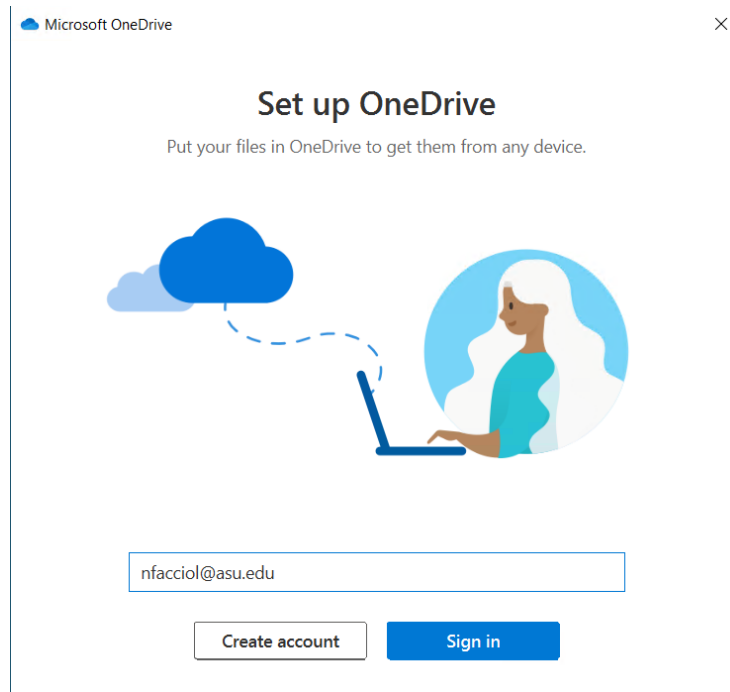 Microsoft OneDrive
Set up OneDrive
Put your files in OneDrive to get them from any device.
nfacciol@asu.edu
Create account
Sign in